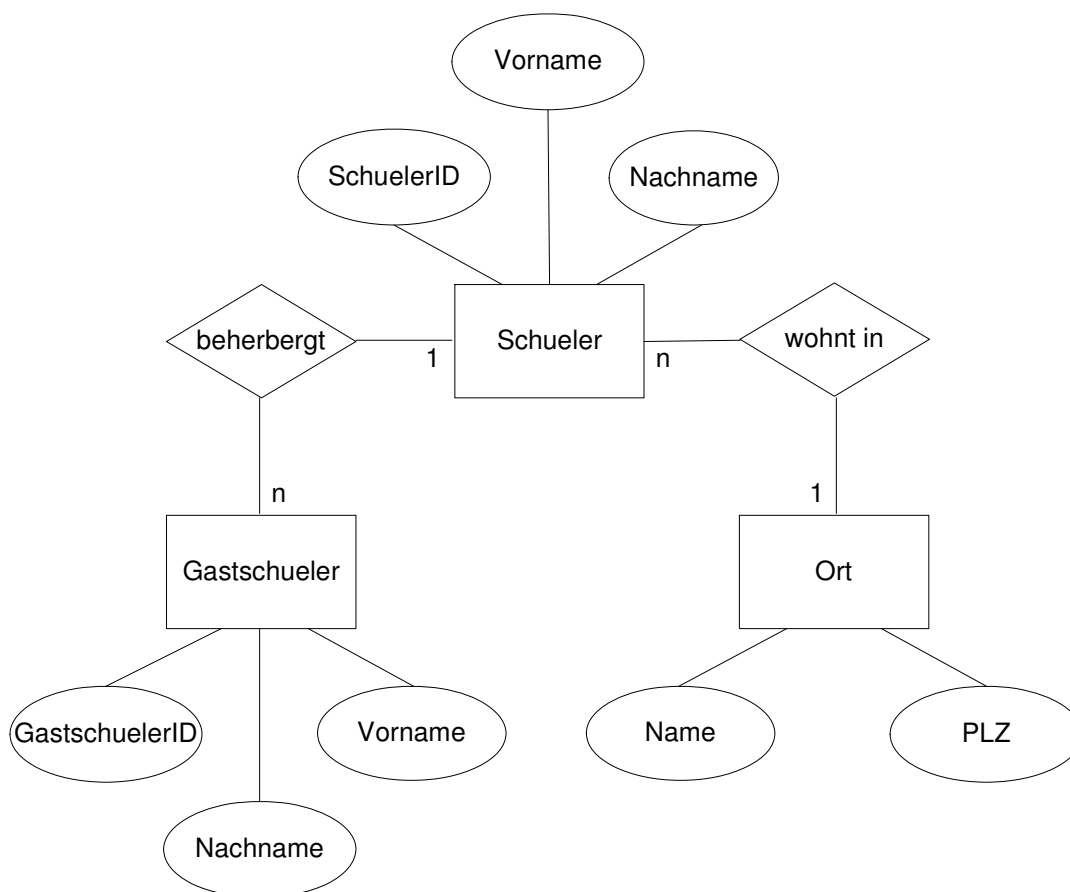 Vorname
SchuelerID
Nachname
beherbergt
1
Schueler
n
wohnt in
n
1
Gastschueler
Ort
GastschuelerID
Vorname
Name
PLZ
Nachname